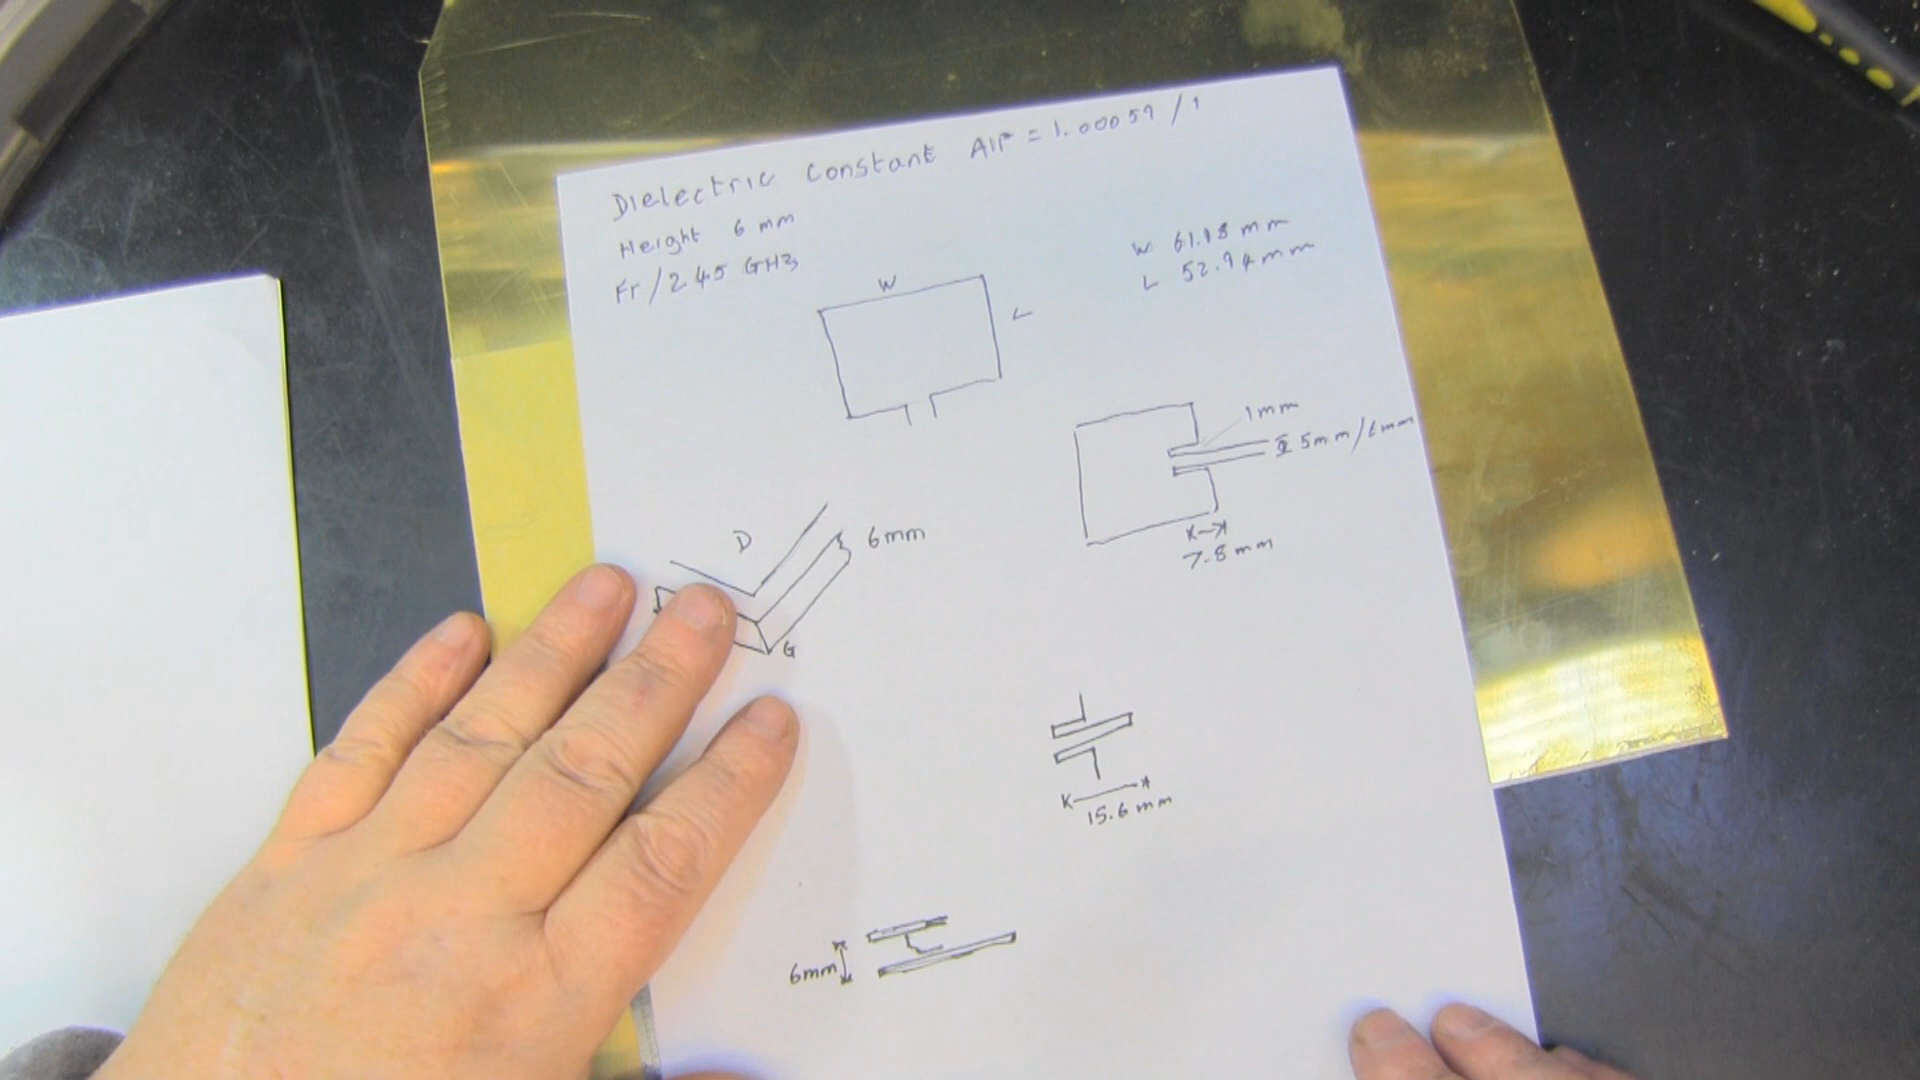 Dielectric Constant Air = 1.00059 / 1
Height 6 mm
Fr / 2.45 GHz
W
L
W 61.18 mm
L 52.94 mm
1mm
5mm / 6mm
7.8 mm
D
6mm
G
15.6 mm
6mm